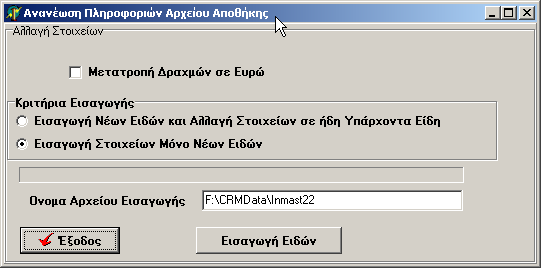 Ανανέωση Πληροφοριών Αρχείου Αποθήκης
Αλλαγή Στοιχείων
Μετατροπή Δραχμών σε Ευρώ
Κριτήρια Εισαγωγής
Εισαγωγή Νέων Ειδών και Αλλαγή Στοιχείων σε ήδη Υπάρχοντα Είδη
Εισαγωγή Στοιχείων Μόνο Νέων Ειδών
Ονομα Αρχείου Εισαγωγής F:\CRMData\Inmast22
Έξοδος Εισαγωγή Ειδών